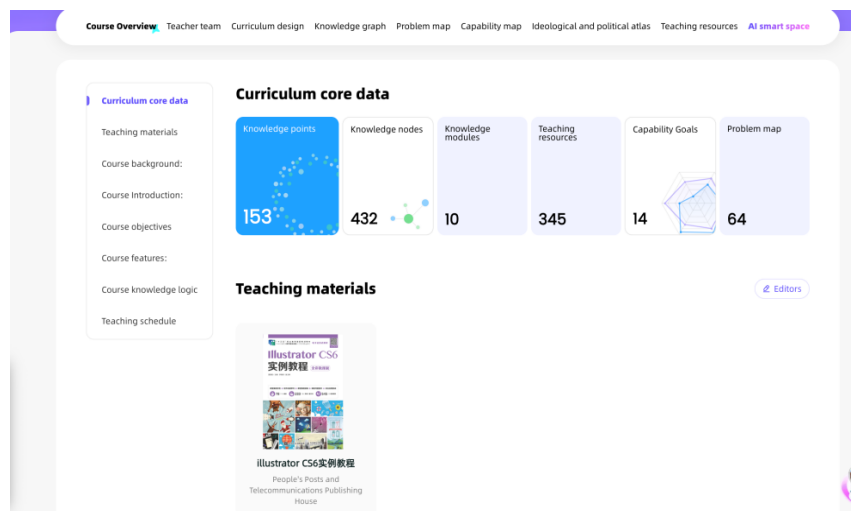 Course Overview Teacher team Curriculum design Knowledge graph Problem map Capability map Ideological and political atlas Teaching resources AI smart space
Curriculum core data
Teaching materials
Course background:
Course Introduction:
Course objectives
Course features:
Course knowledge logic
Teaching schedule
Curriculum core data
Knowledge points
153
Knowledge nodes
432
Knowledge
modules
10
Teaching
resources
345
Capability Goals
14
Problem map
64
Teaching materials
Editors
Illustrator CS6
实例教程
illustrator CS6实例教程
People's Posts and
Telecommunications Publishing
House